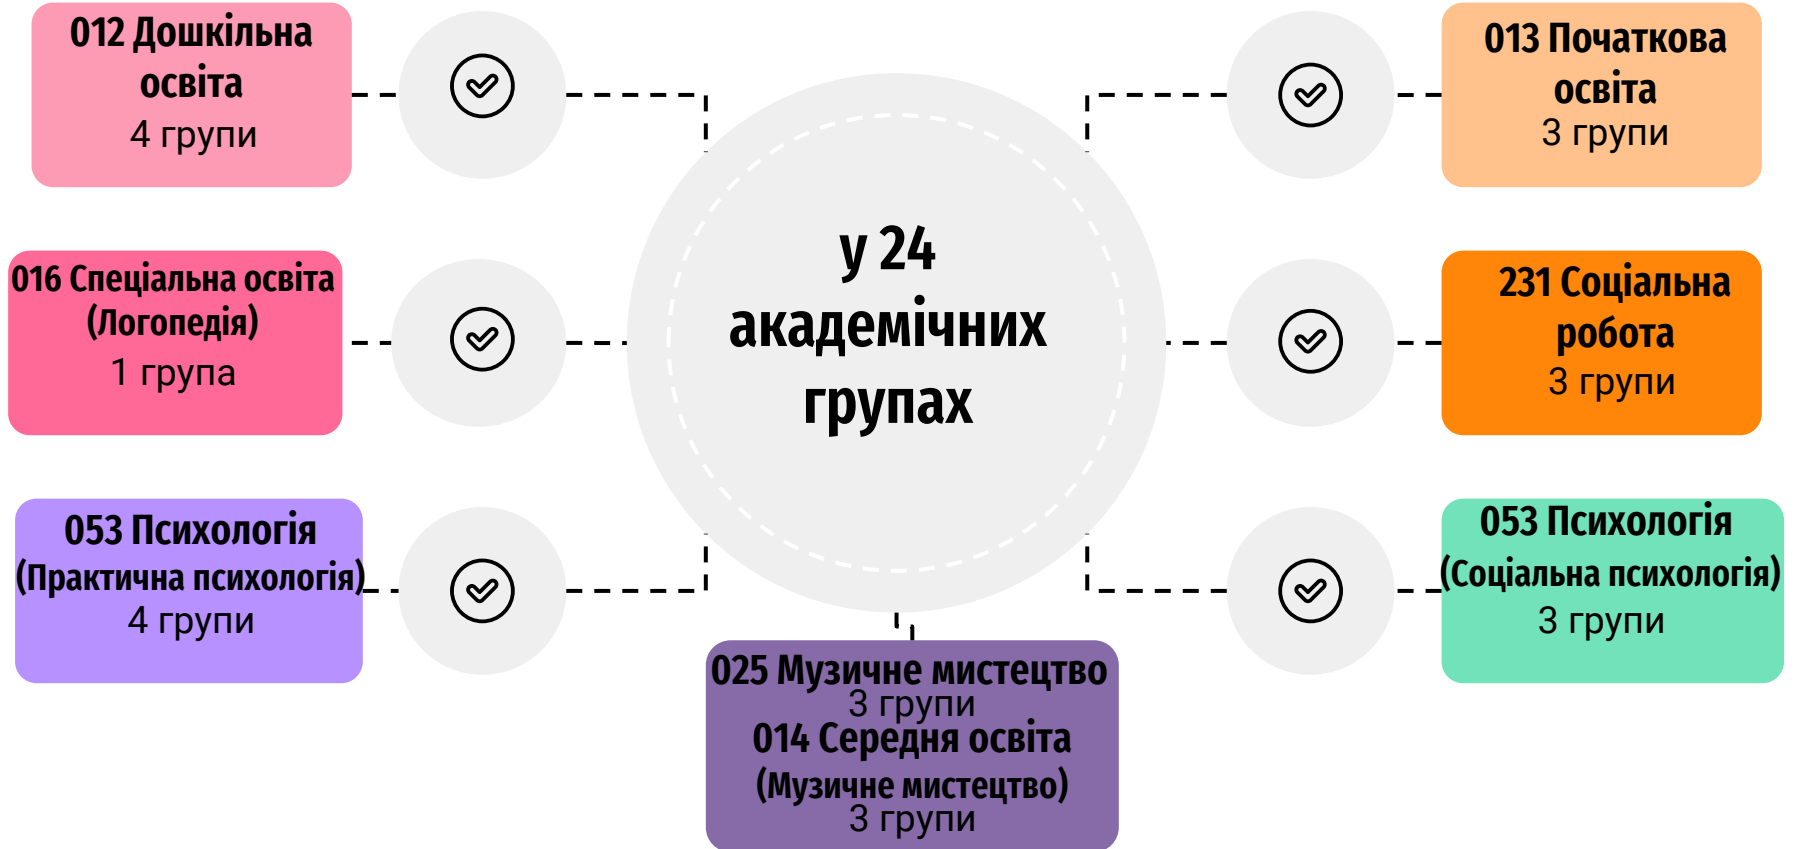 012 Дошкільна
освіта
4 групи
013 Початкова
освіта
3 групи
016 Спеціальна освіта
(Логопедія)
1 група
у 24
академічних
групах
231 Соціальна
робота
3 групи
053 Психологія
(Практична психологія)
4 групи
053 Психологія
(Соціальна психологія)
3 групи
025 Музичне мистецтво
3 групи
014 Середня освіта
(Музичне мистецтво)
3 групи